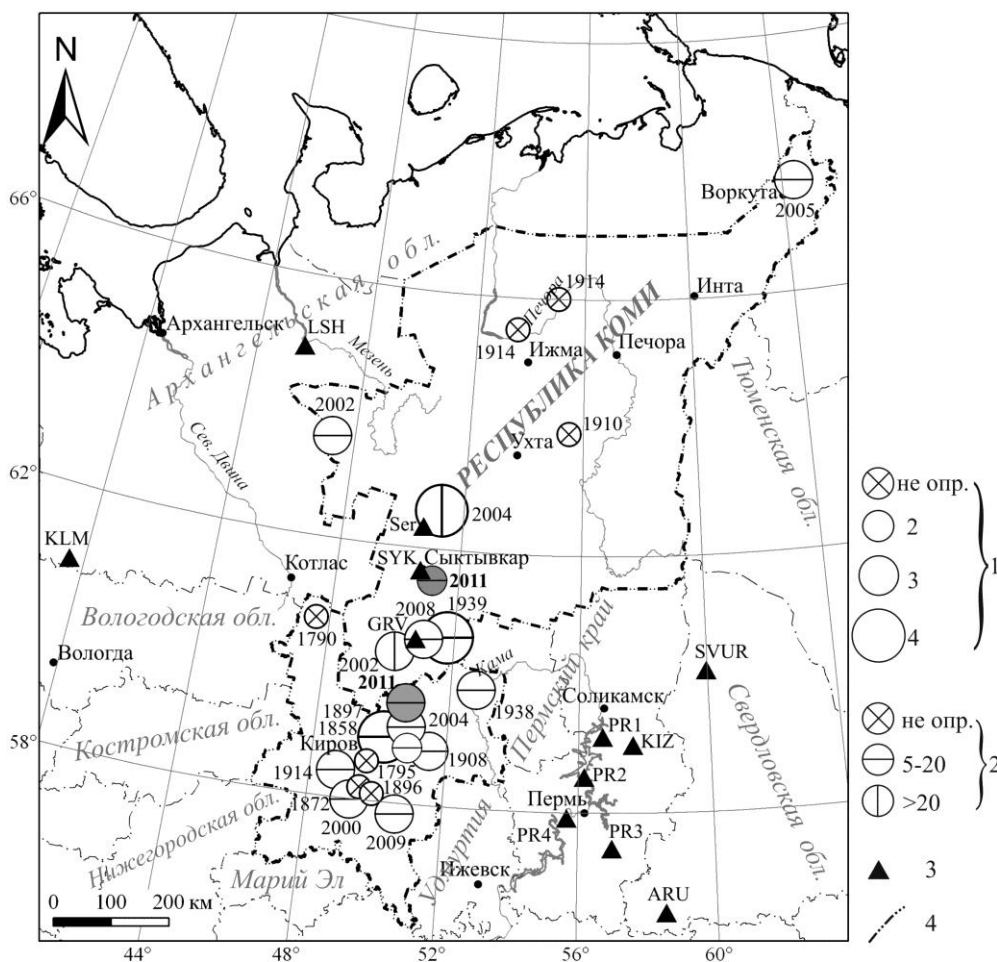 N
66°
62°
58°
44°
48°
52°
56°
60°
Воркута
2005
Инта
1914
Печора
1914
Ижма
Печора
Архангельская обл.
Архангельск
LSH
Мезень
РЕСПУБЛИКА КОМИ
Тюменская обл.
2002
1910
Ухта
Сев. Двина
2004
Ser
KLM
SYK
Сыктывкар
2011
Котлас
Вологодская обл.
1790
2008
1939
GRV
2002
Кама
Вологда
2011
1938
Пермский край
SVUR
Соликамск
Костромская обл.
1897
1858
2004
PR1
KIZ
Свердловская обл.
Киров
1795
1908
1914
1896
PR2
1872
Пермь
Нижегородская обл.
2000
2009
Удмуртия
PR4
PR3
Марий Эл
Ижевск
ARU
0 100 200 км
не опр.
2
3
4
1
не опр.
5-20
>20
2
3
4